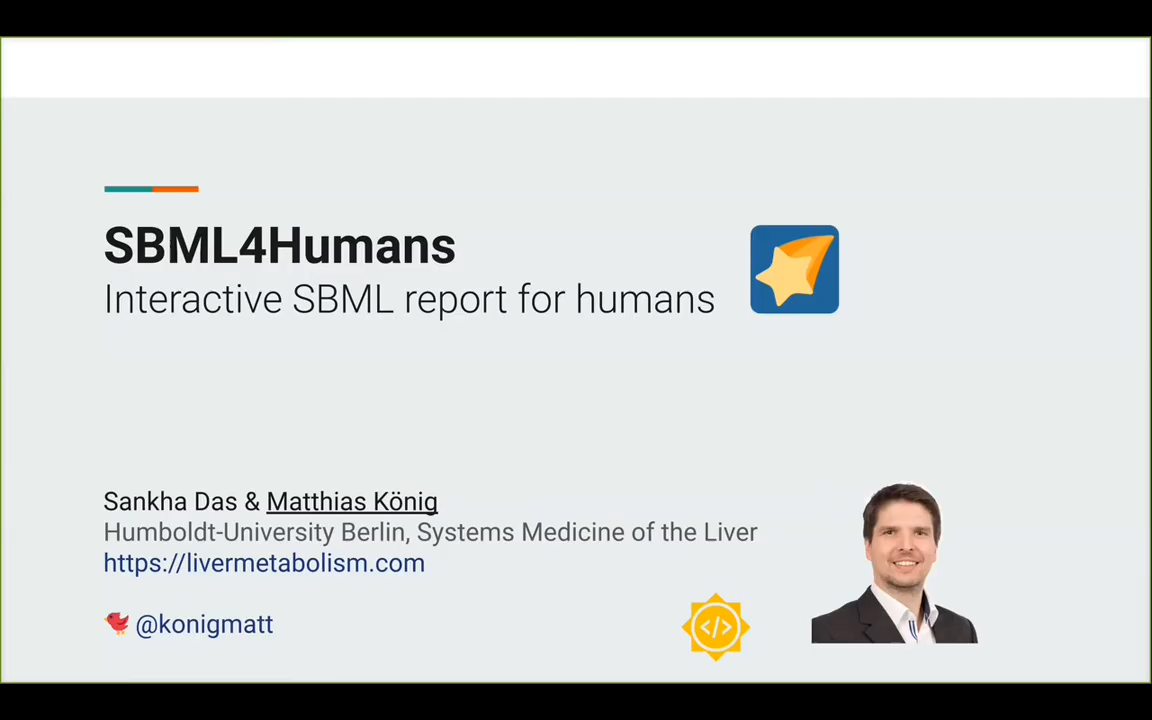 SBML4Humans
Interactive SBML report for humans
Sankha Das & Matthias König
Humboldt-University Berlin, Systems Medicine of the Liver
https://livermetabolism.com
@konigmatt
</>